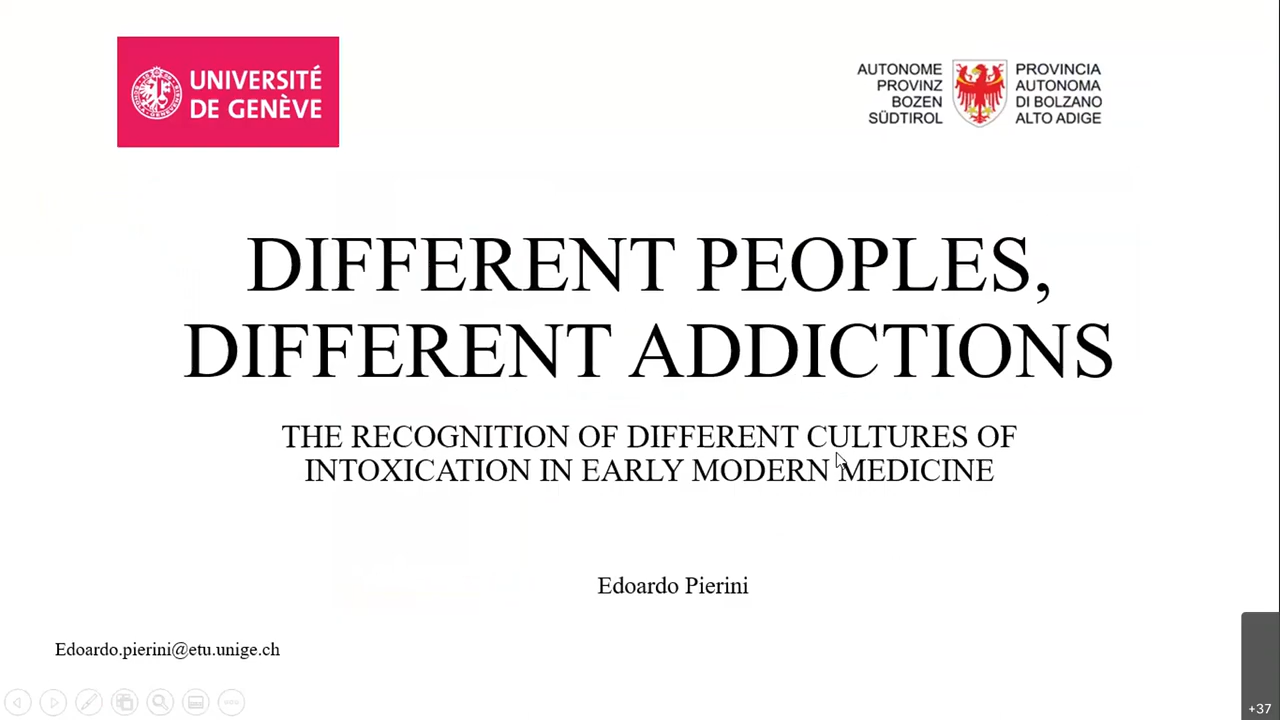 UNIVERSITÉ
DE GENÈVE
AUTONOME
PROVINZ
BOZEN
SÜDTIROL
PROVINCIA
AUTONOMA
DI BOLZANO
ALTO ADIGE
DIFFERENT PEOPLES,
DIFFERENT ADDICTIONS
THE RECOGNITION OF DIFFERENT CULTURES OF
INTOXICATION IN EARLY MODERN MEDICINE
Edoardo Pierini
Edoardo.pierini@etu.unige.ch
+37